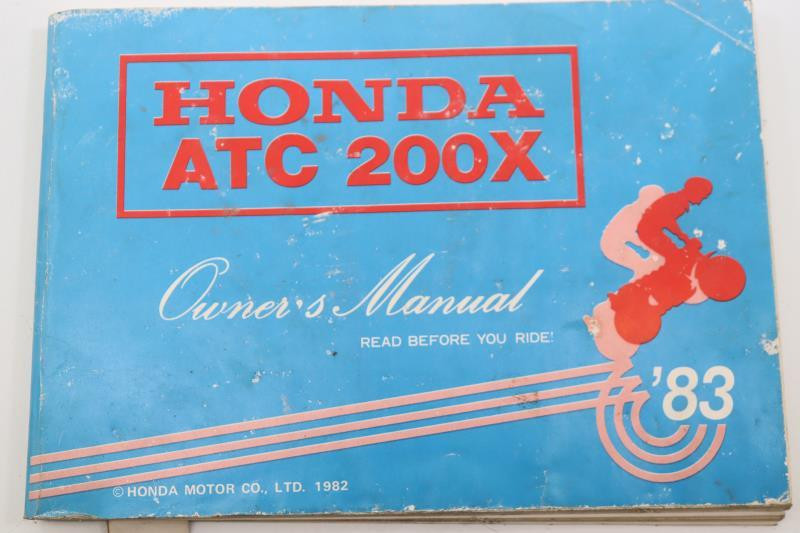 HONDA
ATC 200X
Owner's Manual
READ BEFORE YOU RIDE!
'83
© HONDA MOTOR CO., LTD. 1982